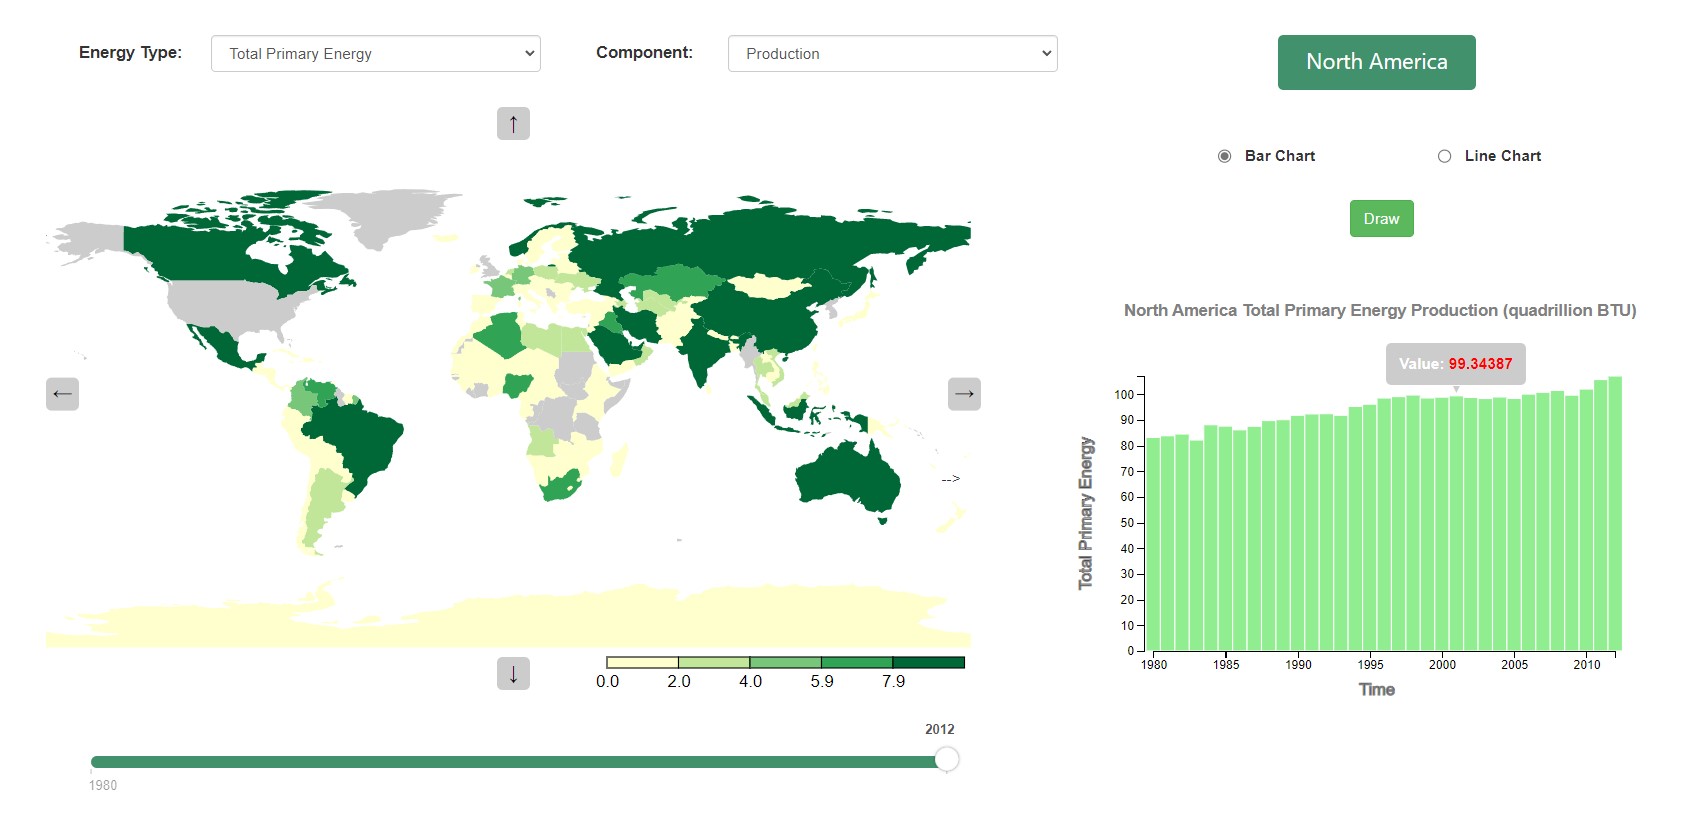 Energy Type: Total Primary Energy Component: Production
North America
Bar Chart Line Chart
Draw
↑
←
→
-->
↓
0.0 2.0 4.0 5.9 7.9
2012
1980
North America Total Primary Energy Production (quadrillion BTU)
Value: 99.34387
Total Primary Energy
100
90
80
70
60
50
40
30
20
10
0
1980 1985 1990 1995 2000 2005 2010
Time